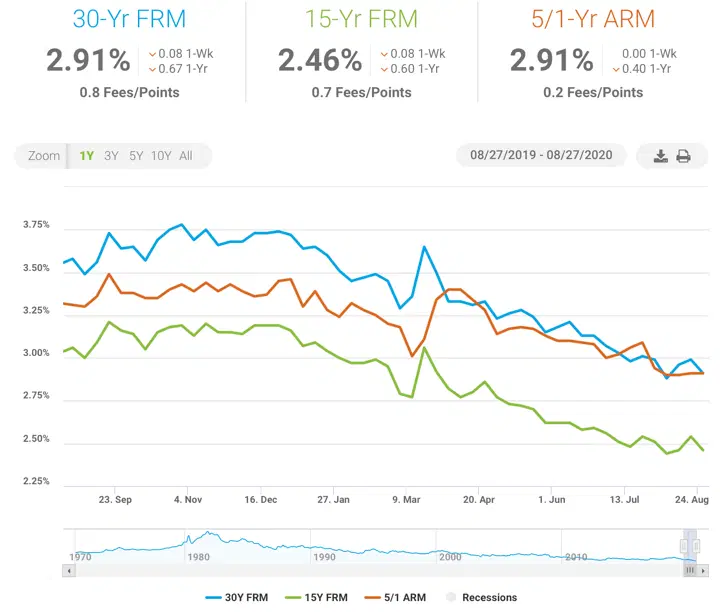 30-Yr FRM
2.91%
0.08 1-Wk
0.67 1-Yr
0.8 Fees/Points
15-Yr FRM
2.46%
0.08 1-Wk
0.60 1-Yr
0.7 Fees/Points
5/1-Yr ARM
2.91%
0.00 1-Wk
0.40 1-Yr
0.2 Fees/Points
Zoom 1Y 3Y 5Y 10Y All
08/27/2019 - 08/27/2020
3.75%
3.50%
3.25%
3.00%
2.75%
2.50%
2.25%
23. Sep 4. Nov 16. Dec 27. Jan 9. Mar 20. Apr 1. Jun 13. Jul 24. Aug
1970 1980 1990 2000 2010
30Y FRM 15Y FRM 5/1 ARM Recessions